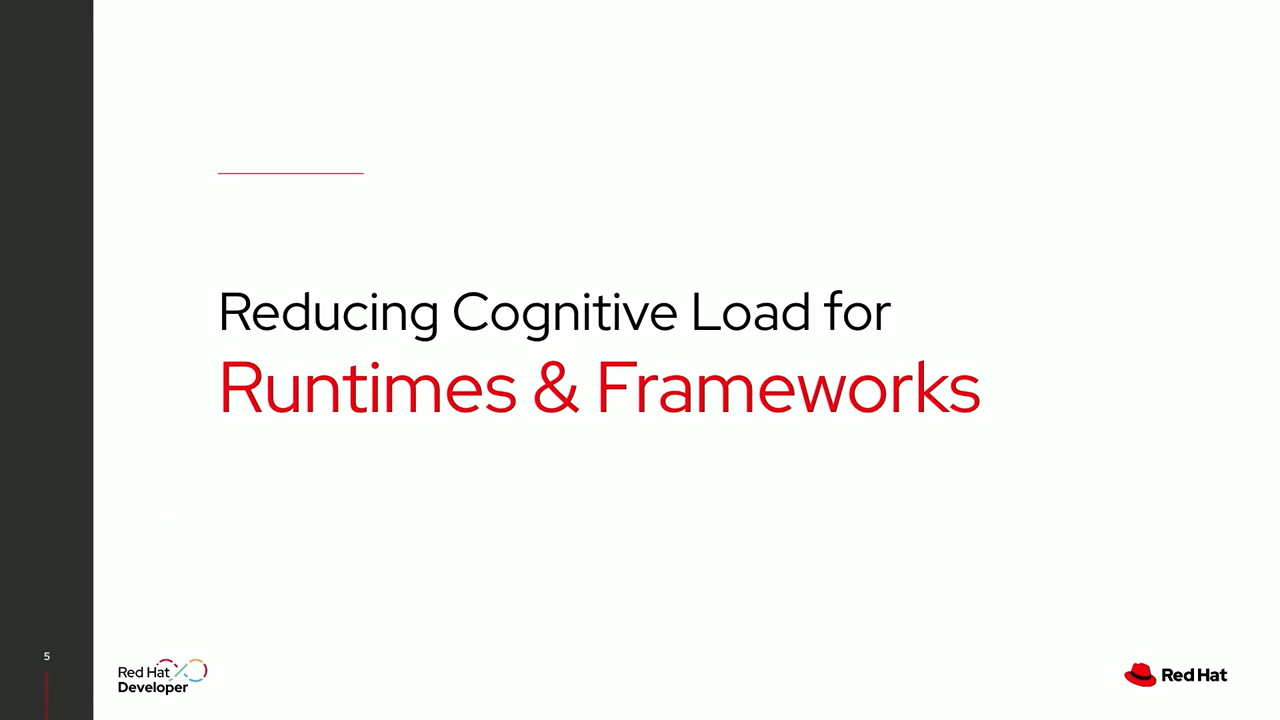 Reducing Cognitive Load for
Runtimes & Frameworks
5
Red Hat
Developer
Red Hat